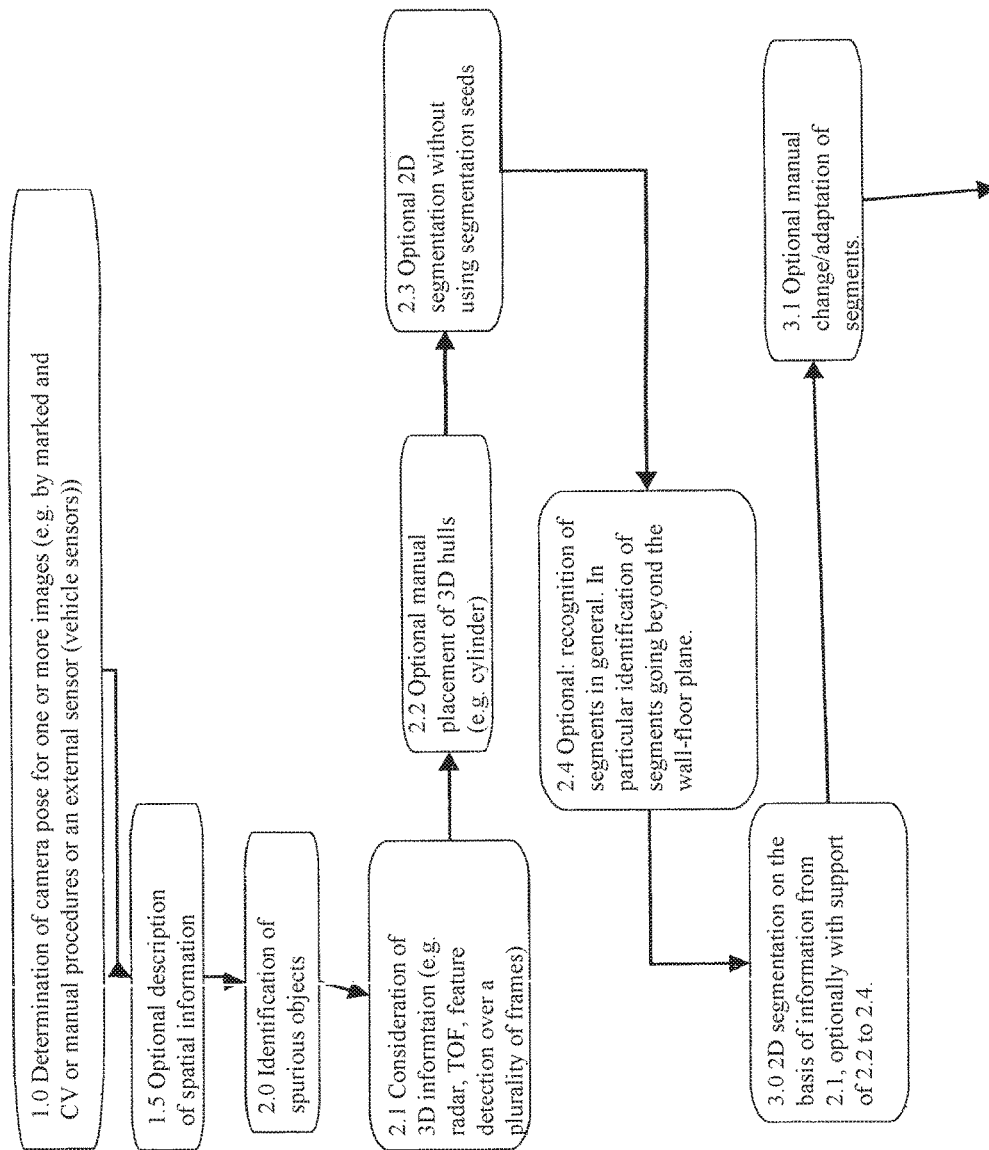 1.0 Determination of camera pose for one or more images (e.g. by marked and
CV or manual procedures or an external sensor (vehicle sensors))
1.5 Optional description
of spatial information
2.0 Identification of
spurious objects
2.1 Consideration of
3D informtaion (e.g.
radar, TOF, feature
detection over a
plurality of frames)
2.2 Optional manual
placement of 3D hulls
(e.g. cylinder)
2.3 Optional 2D
segmentation without
using segmentation seeds
2.4 Optional: recognition of
segments in general. In
particular identification of
segments going beyond the
wall-floor plane.
3.0 2D segmentation on the
basis of information from
2.1, optionally with support
of 2.2 to 2.4.
3.1 Optional manual
change/adaptation of
segments.